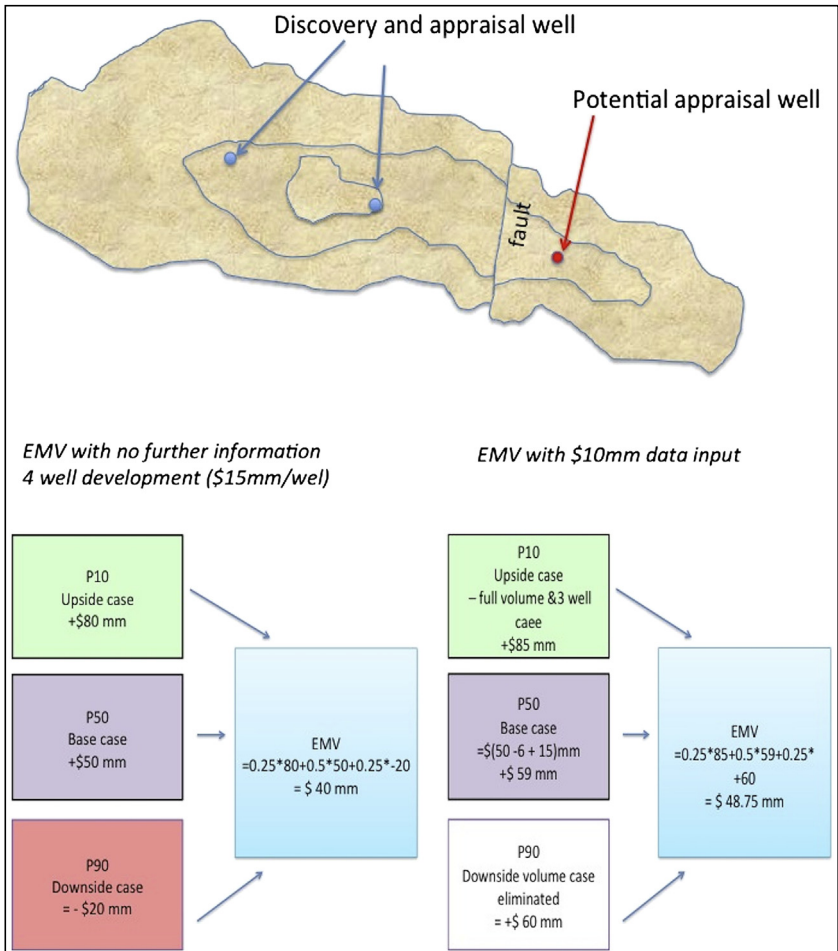 Discovery and appraisal well
Potential appraisal well
fault
EMV with no further information
4 well development ($15mm/wel)
EMV with $10mm data input
P10
Upside case
+$80 mm
P50
Base case
+$50 mm
P90
Downside case
= - $20 mm
EMV
=0.25*80+0.5*50+0.25*-20
= $ 40 mm
P10
Upside case
– full volume &3 well
caee
+$85 mm
P50
Base case
=$(50 -6 + 15)mm
+$ 59 mm
P90
Downside volume case
eliminated
= +$ 60 mm
EMV
=0.25*85+0.5*59+0.25*
+60
= $ 48.75 mm